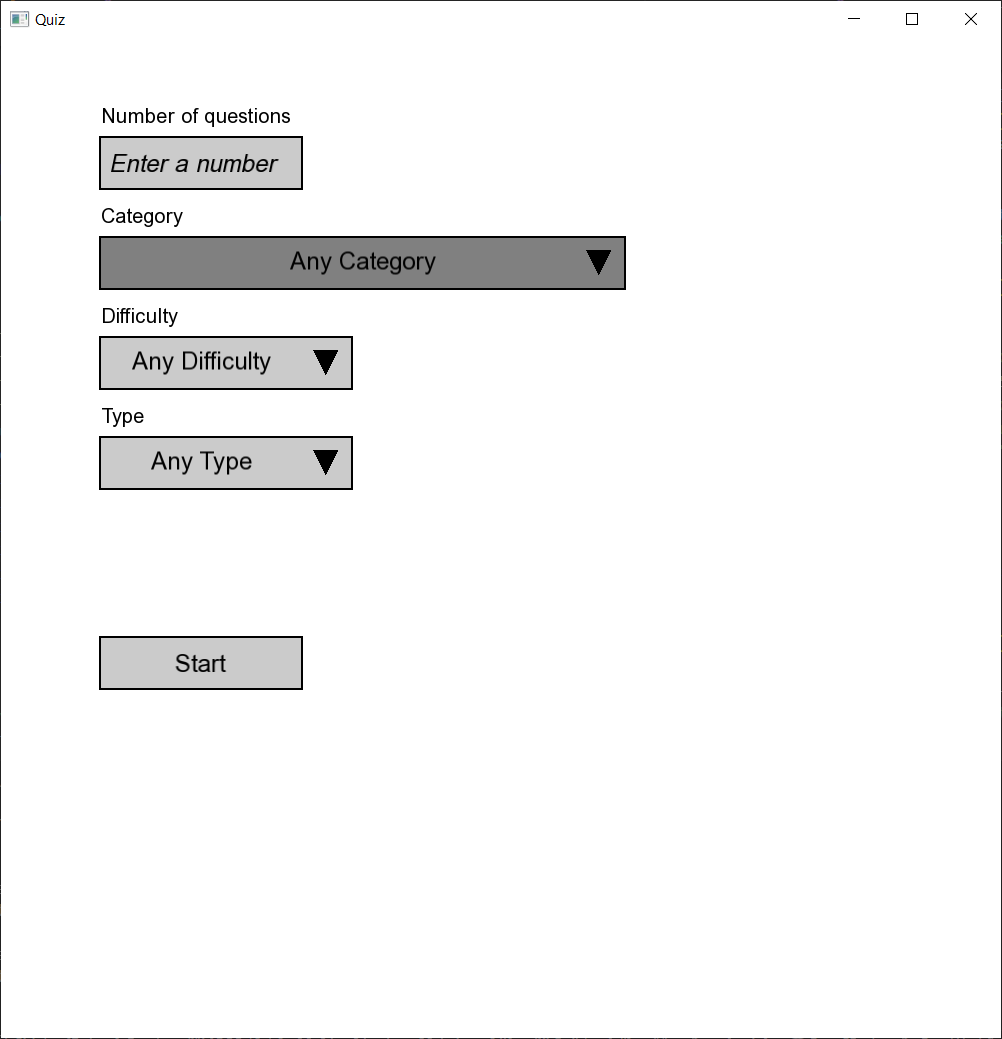 Quiz
Number of questions
Enter a number
Category
Any Category
Difficulty
Any Difficulty
Type
Any Type
Start